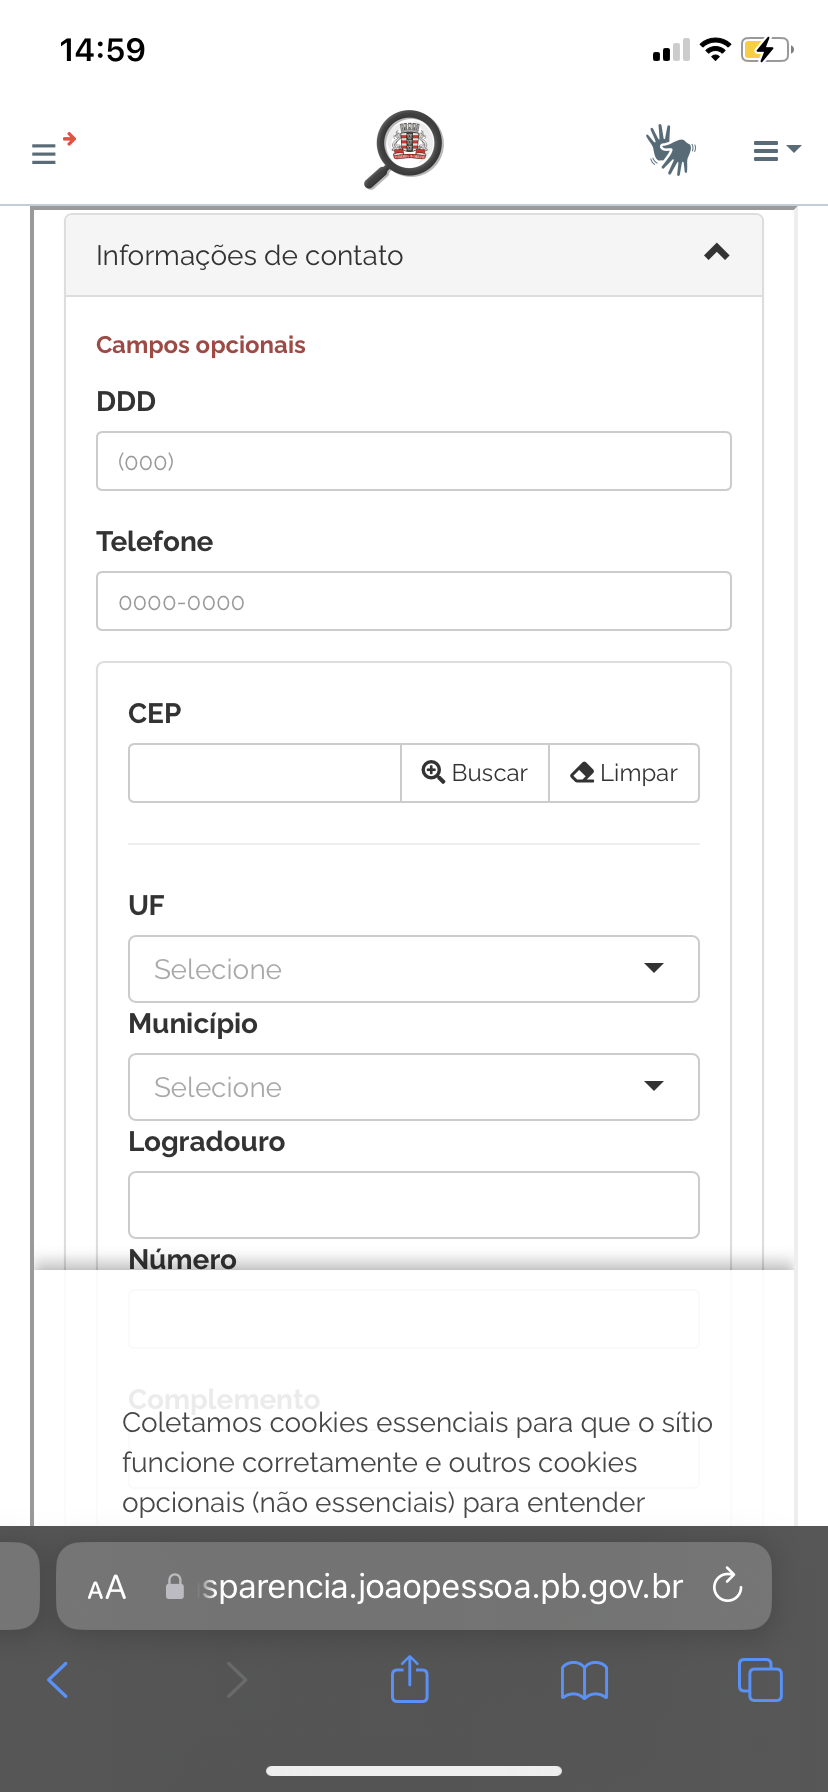 14:59
Informações de contato
Campos opcionais
DDD
(000)
Telefone
0000-0000
CEP
Buscar
Limpar
UF
Selecione
Município
Selecione
Logradouro
Número
Complemento
Coletamos cookies essenciais para que o sítio
funcione corretamente e outros cookies
opcionais (não essenciais) para entender
AA
sparencia.joaopessoa.pb.gov.br